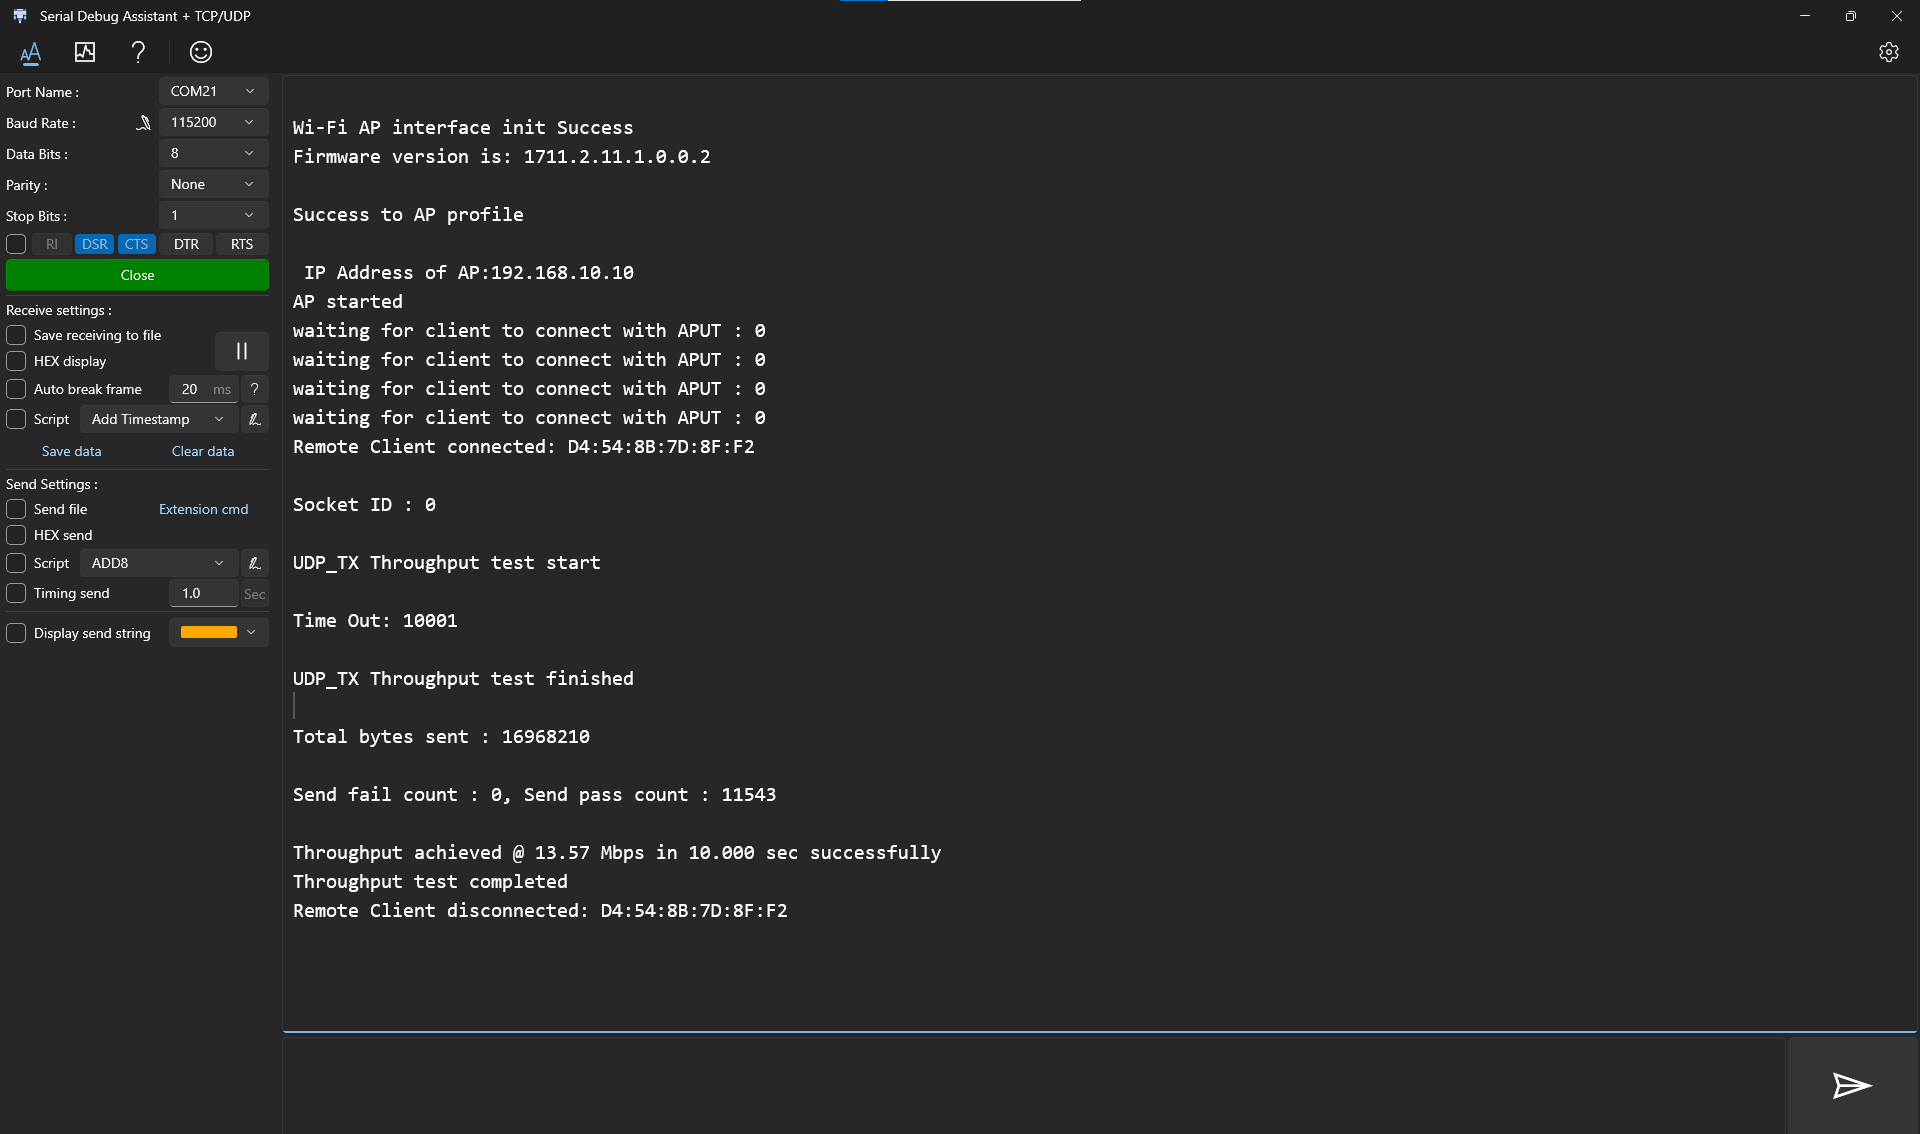 Serial Debug Assistant + TCP/UDP
Port Name :
COM21
Baud Rate :
115200
Data Bits :
8
Parity :
None
Stop Bits :
1
RI DSR CTS DTR RTS
Close
Receive settings :
Save receiving to file
HEX display
Auto break frame 20 ms ?
Script Add Timestamp
Save data Clear data
Send Settings :
Send file Extension cmd
HEX send
Script ADD8
Timing send 1.0 Sec
Display send string
Wi-Fi AP interface init Success
Firmware version is: 1711.2.11.1.0.0.2
Success to AP profile
IP Address of AP:192.168.10.10
AP started
waiting for client to connect with APUT : 0
waiting for client to connect with APUT : 0
waiting for client to connect with APUT : 0
waiting for client to connect with APUT : 0
Remote Client connected: D4:54:8B:7D:8F:F2
Socket ID : 0
UDP_TX Throughput test start
Time Out: 10001
UDP_TX Throughput test finished
Total bytes sent : 16968210
Send fail count : 0, Send pass count : 11543
Throughput achieved @ 13.57 Mbps in 10.000 sec successfully
Throughput test completed
Remote Client disconnected: D4:54:8B:7D:8F:F2